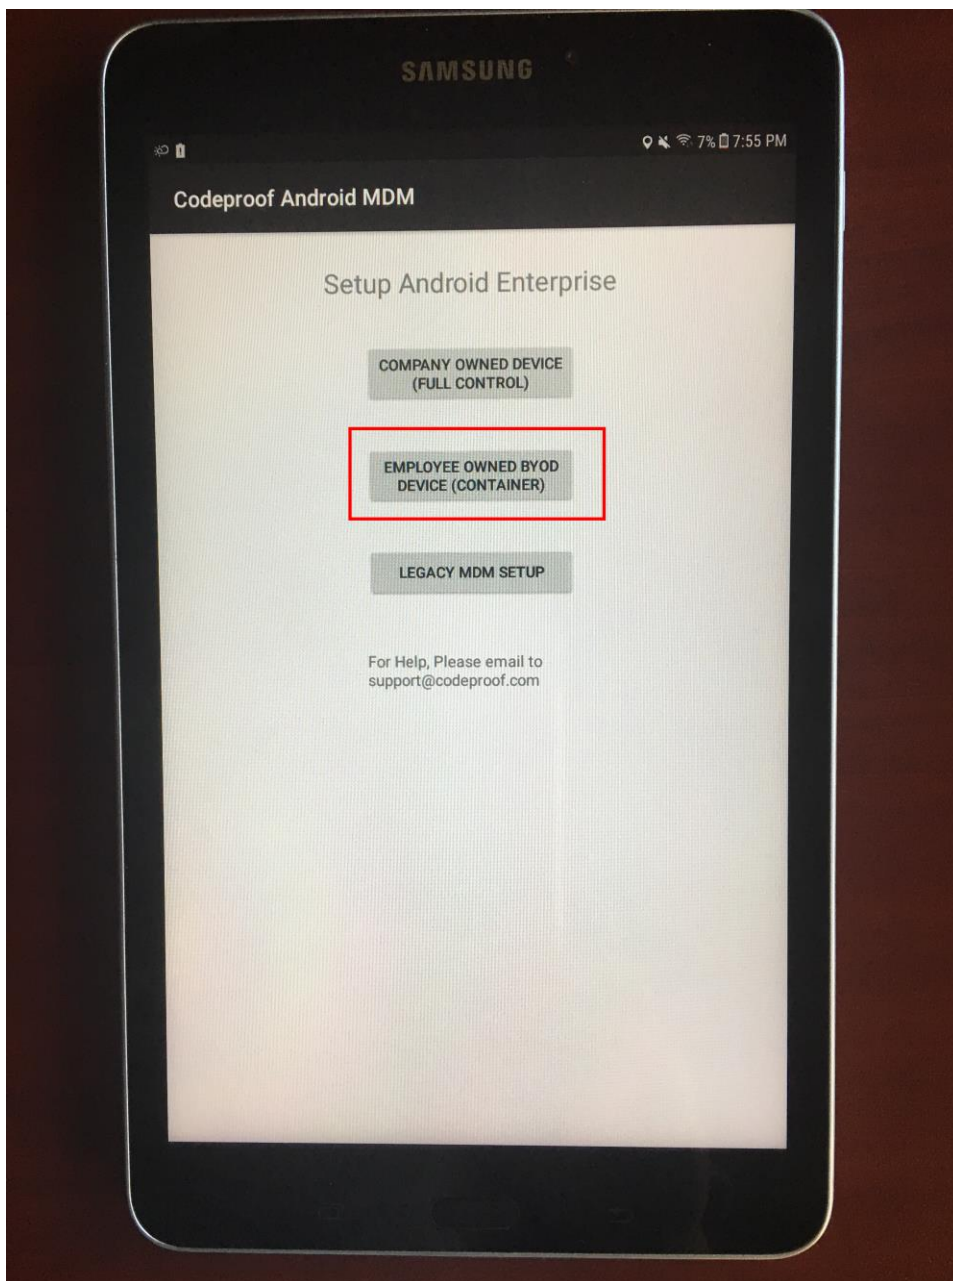 SAMSUNG
7% 7:55 PM
Codeproof Android MDM
Setup Android Enterprise
COMPANY OWNED DEVICE
(FULL CONTROL)
EMPLOYEE OWNED BYOD
DEVICE (CONTAINER)
LEGACY MDM SETUP
For Help, Please email to
support@codeproof.com